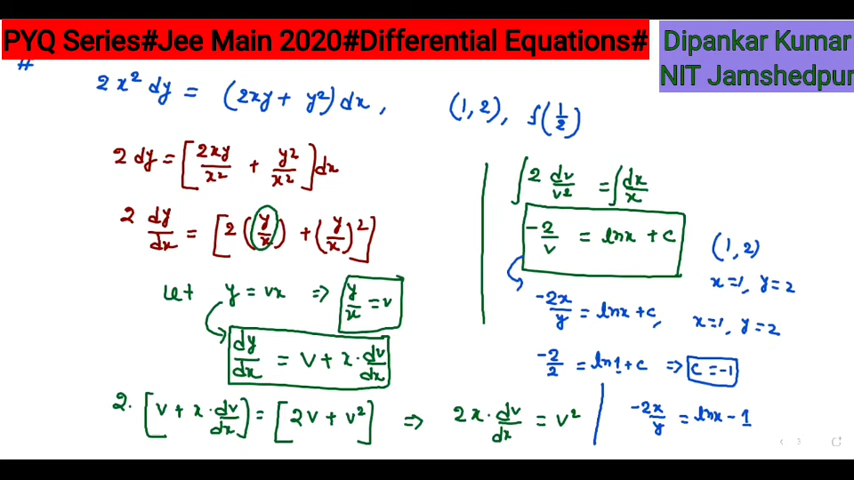 PYQ Series#Jee Main 2020#Differential Equations#
Dipankar Kumar
NIT Jamshedpur
#
2x² dy = (2xy + y²) dx, (1, 2), f(1/2)
2 dy = [2xy/x² + y²/x²] dx
2 dy/dx = [2(y/x) + (y/x)²]
let y = vx ⇒ y/x = v
dy/dx = v + x · dv/dx
2 · [v + x · dv/dx] = [2v + v²] ⇒ 2x · dv/dx = v²
∫ 2 dv/v² = ∫ dx/x
-2/v = ln x + c
(1, 2)
x=1, y=2
-2x/y = ln x + c, x=1, y=2
-2/2 = ln 1 + c ⇒ c = -1
-2x/y = ln x - 1
3